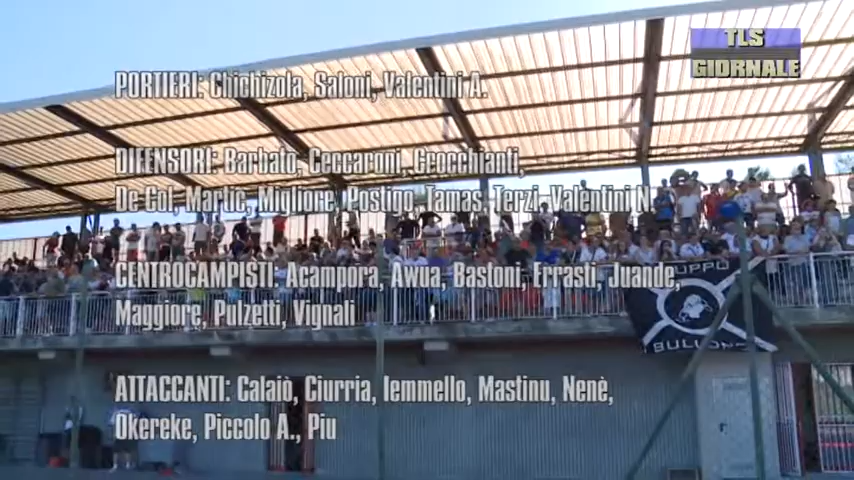 TLS
GIORNALE
PORTIERI: Chichizola, Saloni, Valentini A.
DIFENSORI: Barbato, Ceccaroni, Geocchianti,
De Col, Martic, Migliore, Postigo, Tamas, Terzi, Valentini N.
CENTROCAMPISTI: Acampora, Awua, Bastoni, Errasti, Juande,
Maggiore, Pulzetti, Vignali
ATTACCANTI: Calaiò, Ciurria, Iemmello, Mastinu, Nenè,
Okereke, Piccolo A., Piu